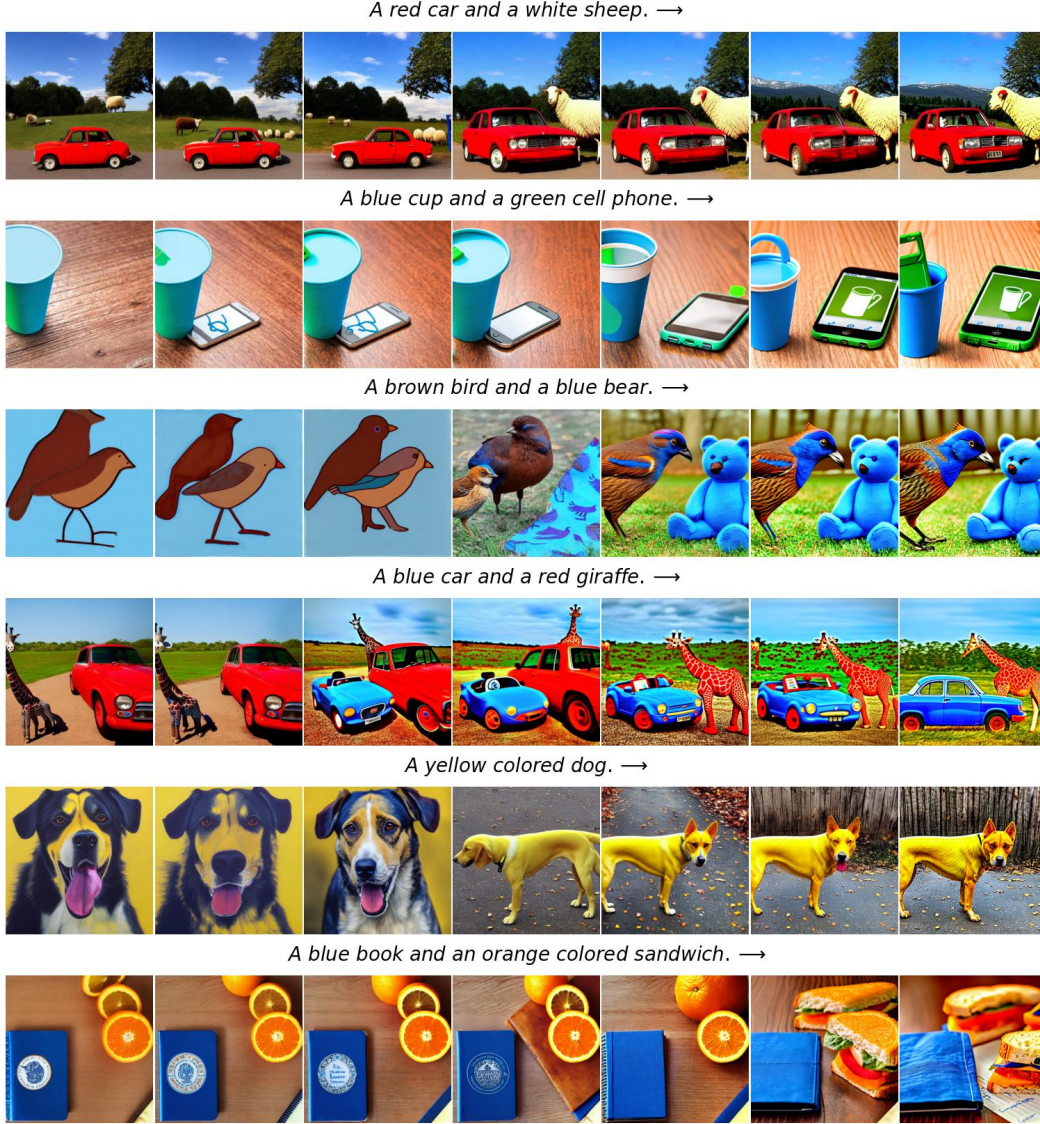 A red car and a white sheep. ⟶
A blue cup and a green cell phone. ⟶
A brown bird and a blue bear. ⟶
A blue car and a red giraffe. ⟶
A yellow colored dog. ⟶
A blue book and an orange colored sandwich. ⟶